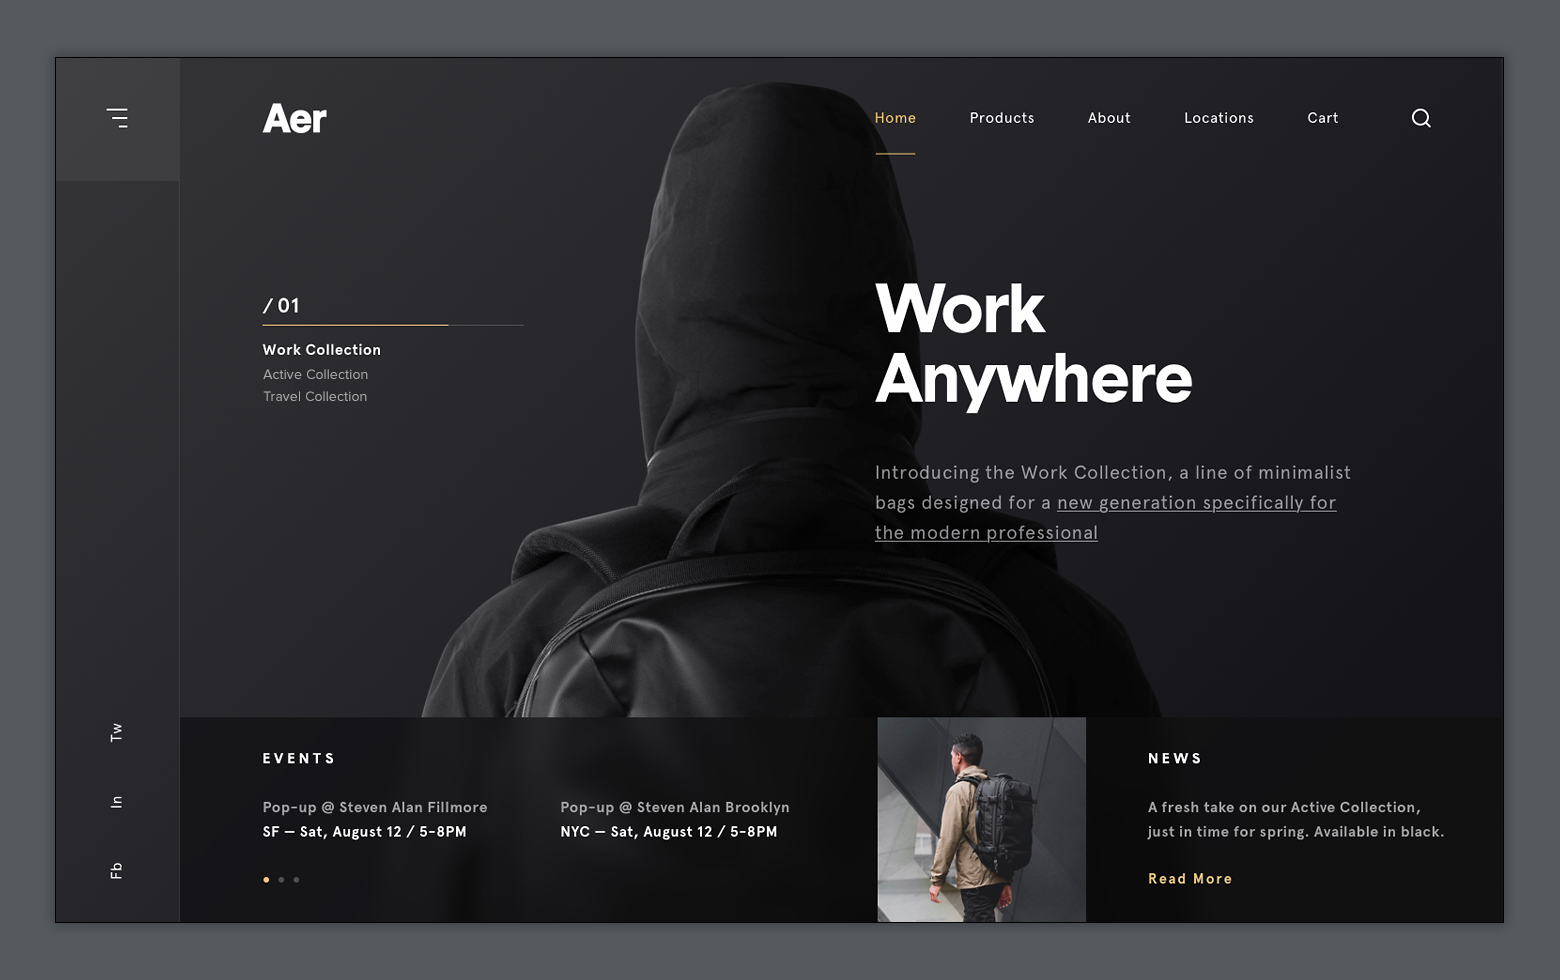 Aer
Home
Products
About
Locations
Cart
/ 01
Work Collection
Active Collection
Travel Collection
Work
Anywhere
Introducing the Work Collection, a line of minimalist
bags designed for a new generation specifically for
the modern professional
Tw
In
Fb
EVENTS
Pop-up @ Steven Alan Fillmore
SF — Sat, August 12 / 5-8PM
Pop-up @ Steven Alan Brooklyn
NYC — Sat, August 12 / 5-8PM
NEWS
A fresh take on our Active Collection,
just in time for spring. Available in black.
Read More